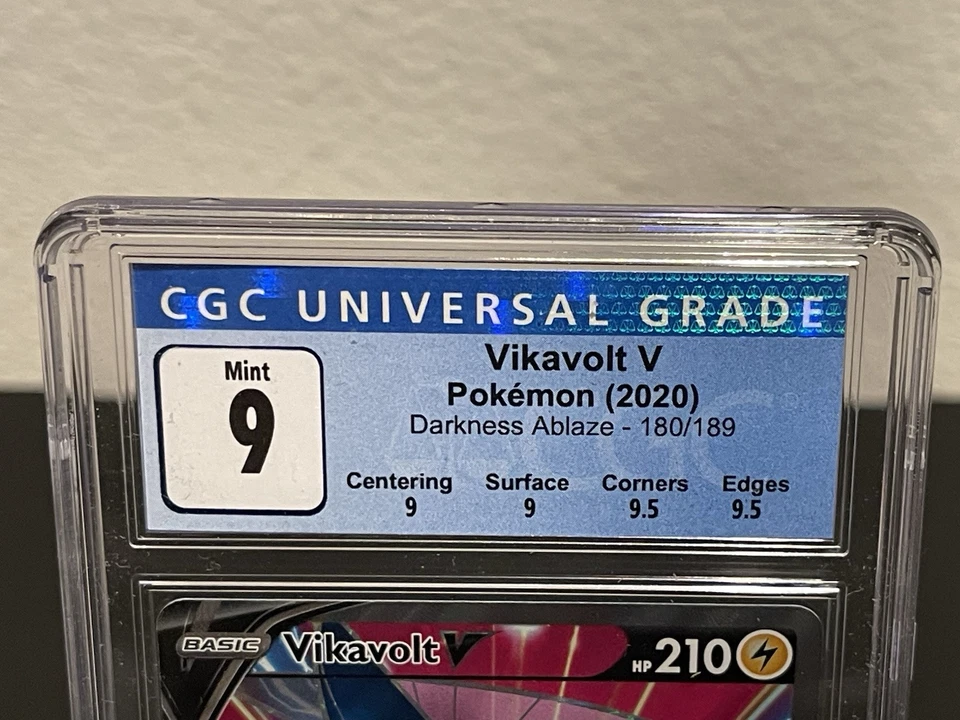 CGC UNIVERSAL GRADE
Mint
9
Vikavolt V
Pokémon (2020)
Darkness Ablaze - 180/189
Centering Surface Corners Edges
9 9 9.5 9.5
CGC
BASIC Vikavolt V HP 210